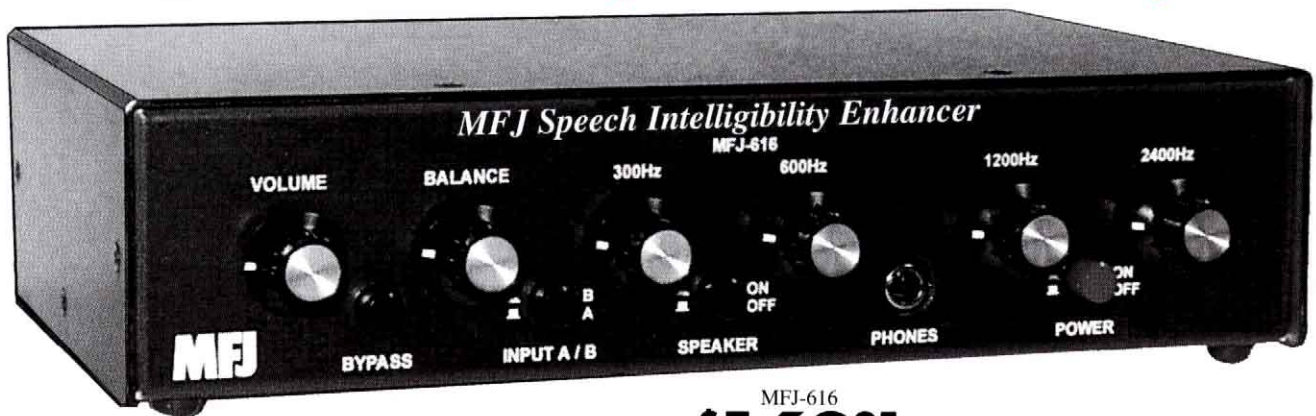 MFJ Speech Intelligibility Enhancer
MFJ-616
VOLUME
BALANCE
300Hz
600Hz
1200Hz
2400Hz
B
A
ON
OFF
ON
OFF
MFJ
BYPASS
INPUT A / B
SPEAKER
PHONES
POWER
MFJ-616